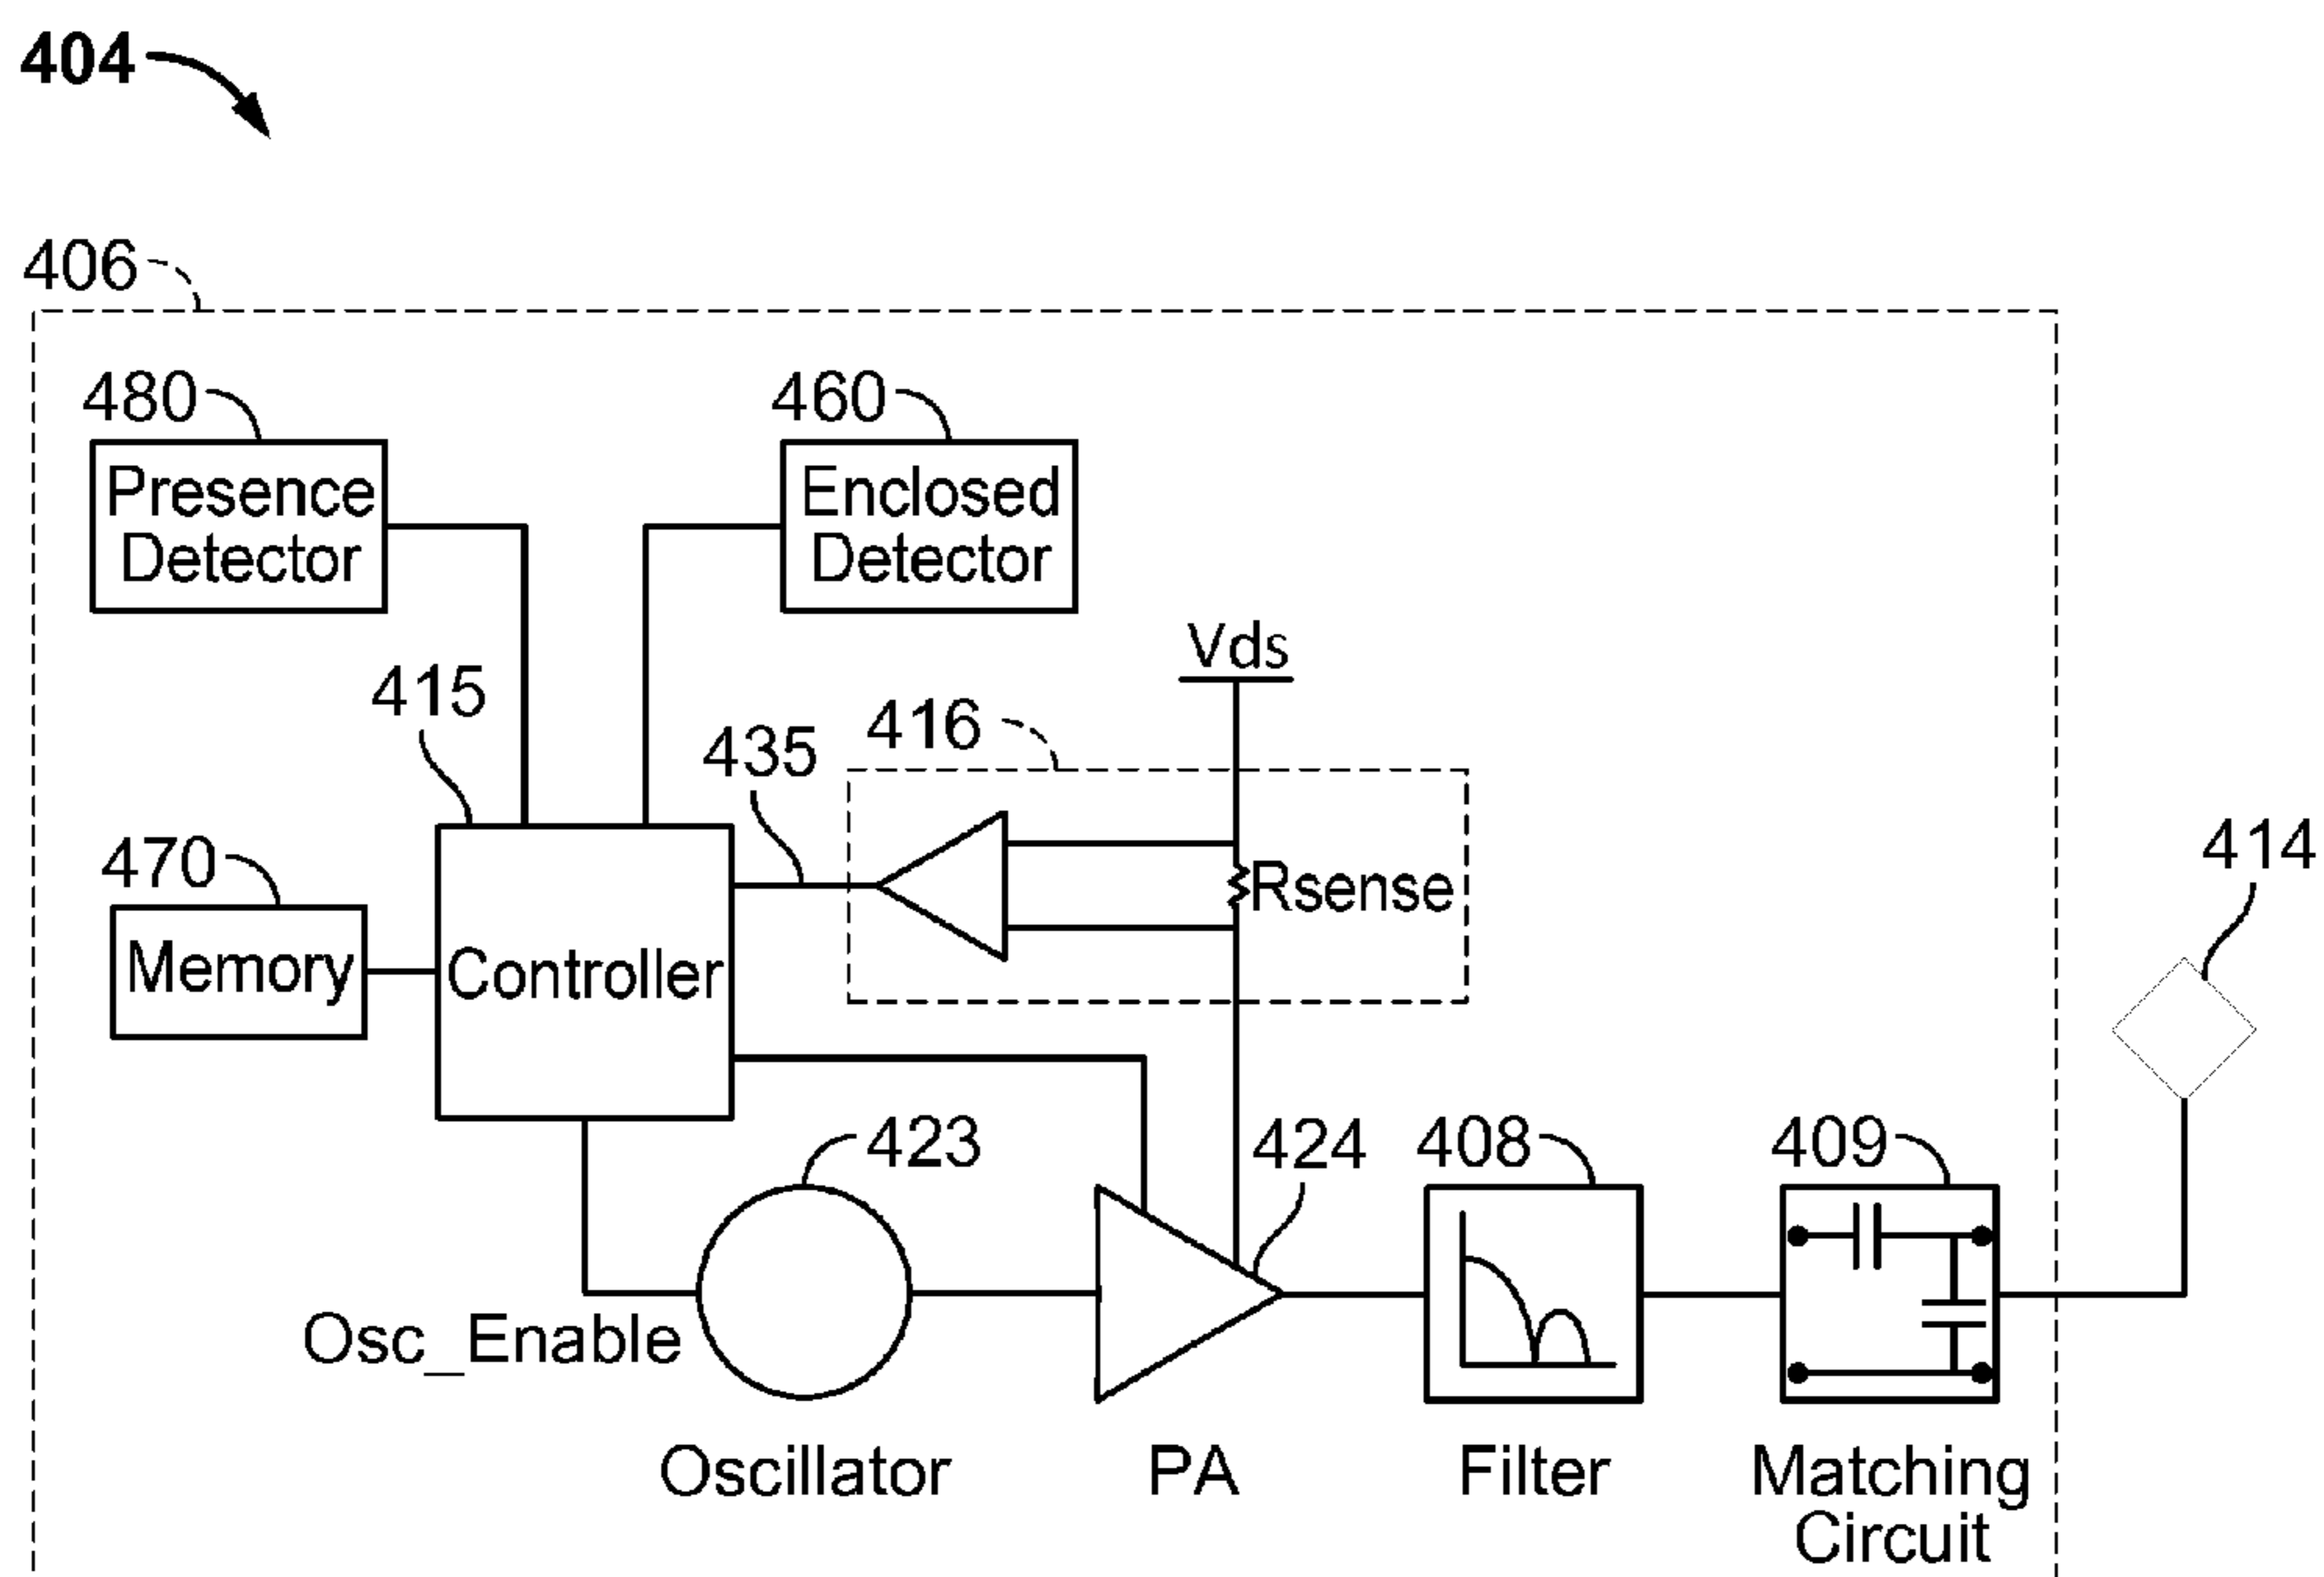 404
406
480
460
Presence
Detector
Enclosed
Detector
Vds
415
416
435
470
414
Rsense
Memory
Controller
423
424
408
409
Osc_Enable
Oscillator
PA
Filter
Matching
Circuit